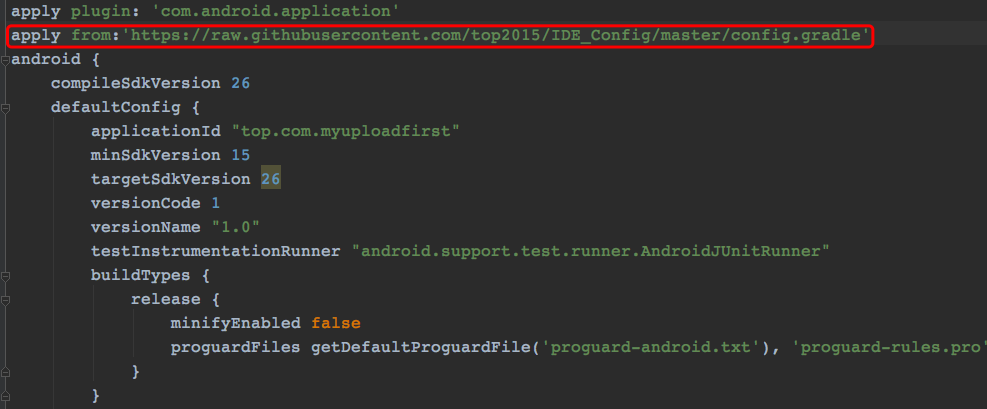 apply plugin: 'com.android.application'
apply from:'https://raw.githubusercontent.com/top2015/IDE_Config/master/config.gradle'
android {
    compileSdkVersion 26
    defaultConfig {
        applicationId "top.com.myuploadfirst"
        minSdkVersion 15
        targetSdkVersion 26
        versionCode 1
        versionName "1.0"
        testInstrumentationRunner "android.support.test.runner.AndroidJUnitRunner"
        buildTypes {
            release {
                minifyEnabled false
                proguardFiles getDefaultProguardFile('proguard-android.txt'), 'proguard-rules.pro'
            }
        }